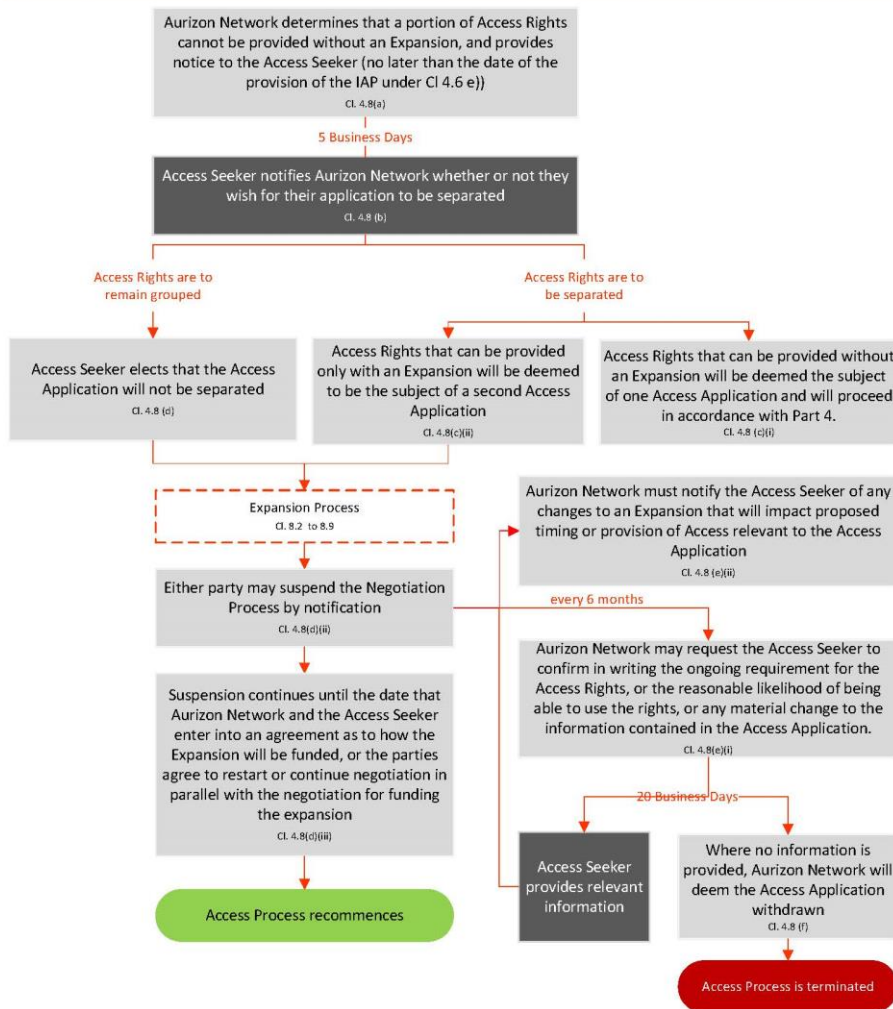 Aurizon Network determines that a portion of Access Rights
cannot be provided without an Expansion, and provides
notice to the Access Seeker (no later than the date of the
provision of the IAP under Cl 4.6 e))
Cl. 4.8(a)
5 Business Days
Access Seeker notifies Aurizon Network whether or not they
wish for their application to be separated
Cl. 4.8 (b)
Access Rights are to
remain grouped
Access Rights are to
be separated
Access Seeker elects that the Access
Application will not be separated
Cl. 4.8 (d)
Access Rights that can be provided
only with an Expansion will be deemed
to be the subject of a second Access
Application
Cl. 4.8(c)(ii)
Access Rights that can be provided without
an Expansion will be deemed the subject
of one Access Application and will proceed
in accordance with Part 4.
Cl. 4.8 (c)(i)
Expansion Process
Cl. 8.2 to 8.9
Aurizon Network must notify the Access Seeker of any
changes to an Expansion that will impact proposed
timing or provision of Access relevant to the Access
Application
Cl. 4.8 (e)(ii)
Either party may suspend the Negotiation
Process by notification
Cl. 4.8(d)(ii)
every 6 months
Aurizon Network may request the Access Seeker to
confirm in writing the ongoing requirement for the
Access Rights, or the reasonable likelihood of being
able to use the rights, or any material change to the
information contained in the Access Application.
Cl. 4.8(e)(i)
Suspension continues until the date that
Aurizon Network and the Access Seeker
enter into an agreement as to how the
Expansion will be funded, or the parties
agree to restart or continue negotiation in
parallel with the negotiation for funding
the expansion
Cl. 4.8(d)(iii)
20 Business Days
Access Seeker
provides relevant
information
Where no information is
provided, Aurizon Network will
deem the Access Application
withdrawn
Cl. 4.8 (f)
Access Process recommences
Access Process is terminated